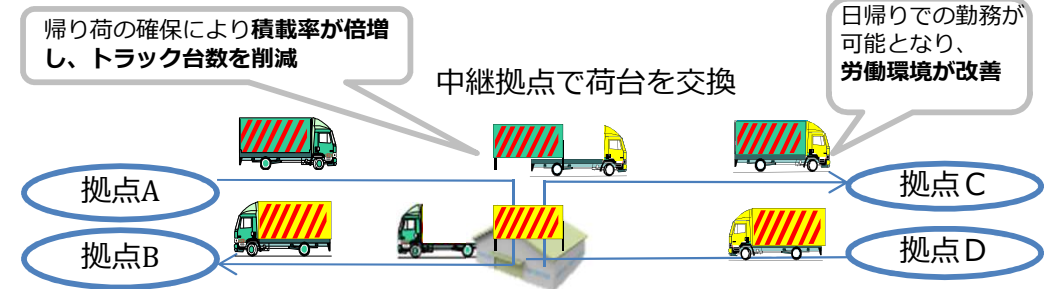 帰り荷の確保により積載率が倍増
し、トラック台数を削減
日帰りでの勤務が
可能となり、
労働環境が改善
中継拠点で荷台を交換
拠点A
拠点C
拠点B
拠点D